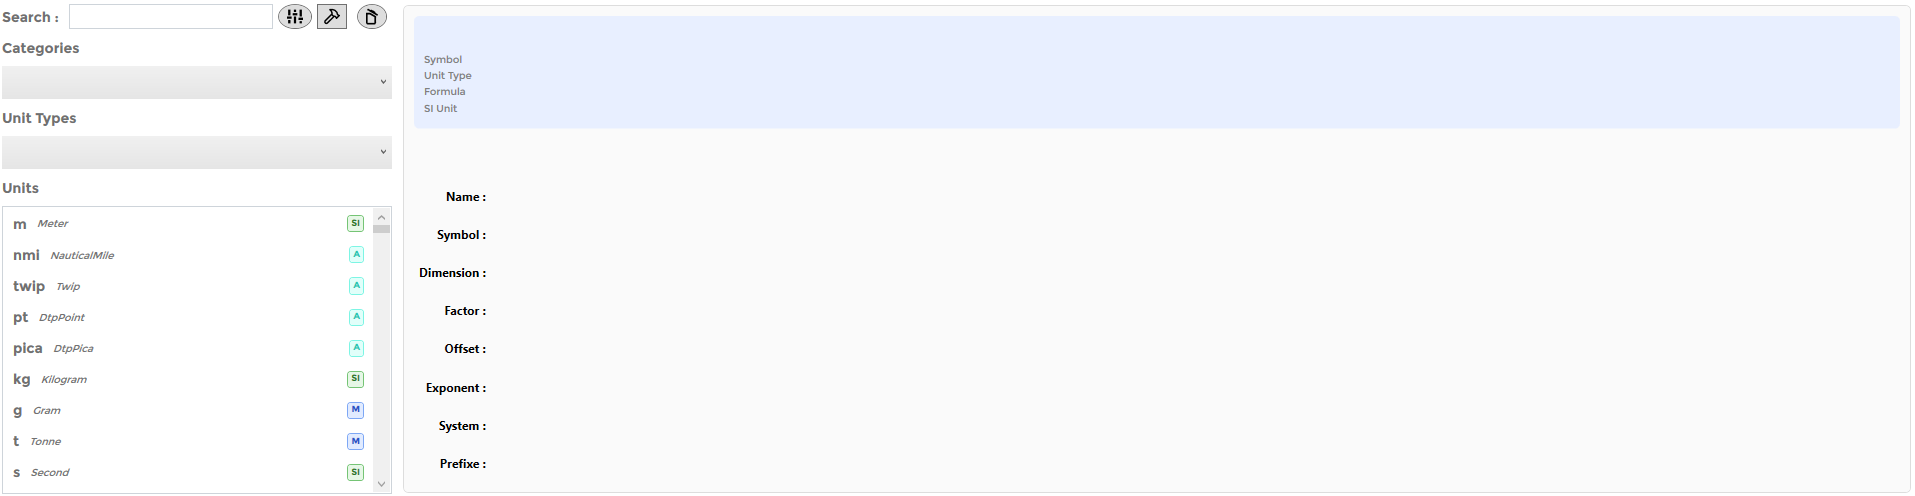 Search :
Categories
Unit Types
Units
m Meter SI
nmi NauticalMile A
twip Twip A
pt DtpPoint A
pica DtpPica A
kg Kilogram SI
g Gram M
t Tonne M
s Second SI
Symbol
Unit Type
Formula
SI Unit
Name :
Symbol :
Dimension :
Factor :
Offset :
Exponent :
System :
Prefixe :